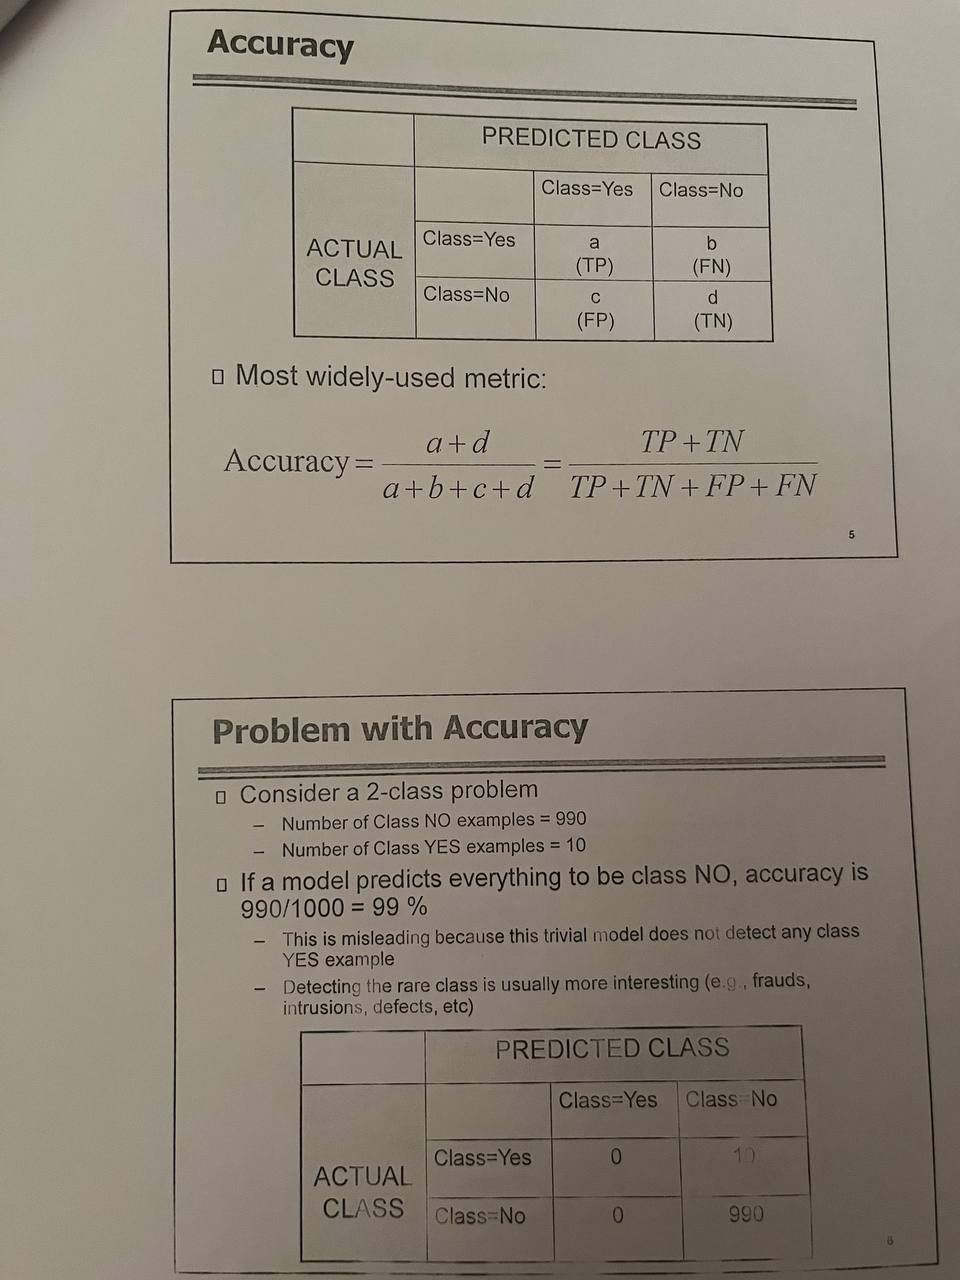 Accuracy
PREDICTED CLASS
Class=Yes Class=No
ACTUAL CLASS
Class=Yes a (TP) b (FN)
Class=No c (FP) d (TN)
Most widely-used metric:
Accuracy = a + d / a + b + c + d = TP + TN / TP + TN + FP + FN
5
Problem with Accuracy
Consider a 2-class problem
– Number of Class NO examples = 990
– Number of Class YES examples = 10
If a model predicts everything to be class NO, accuracy is
990/1000 = 99 %
– This is misleading because this trivial model does not detect any class
YES example
– Detecting the rare class is usually more interesting (e.g., frauds,
intrusions, defects, etc)
PREDICTED CLASS
Class=Yes Class=No
ACTUAL CLASS
Class=Yes 0 10
Class=No 0 990
6